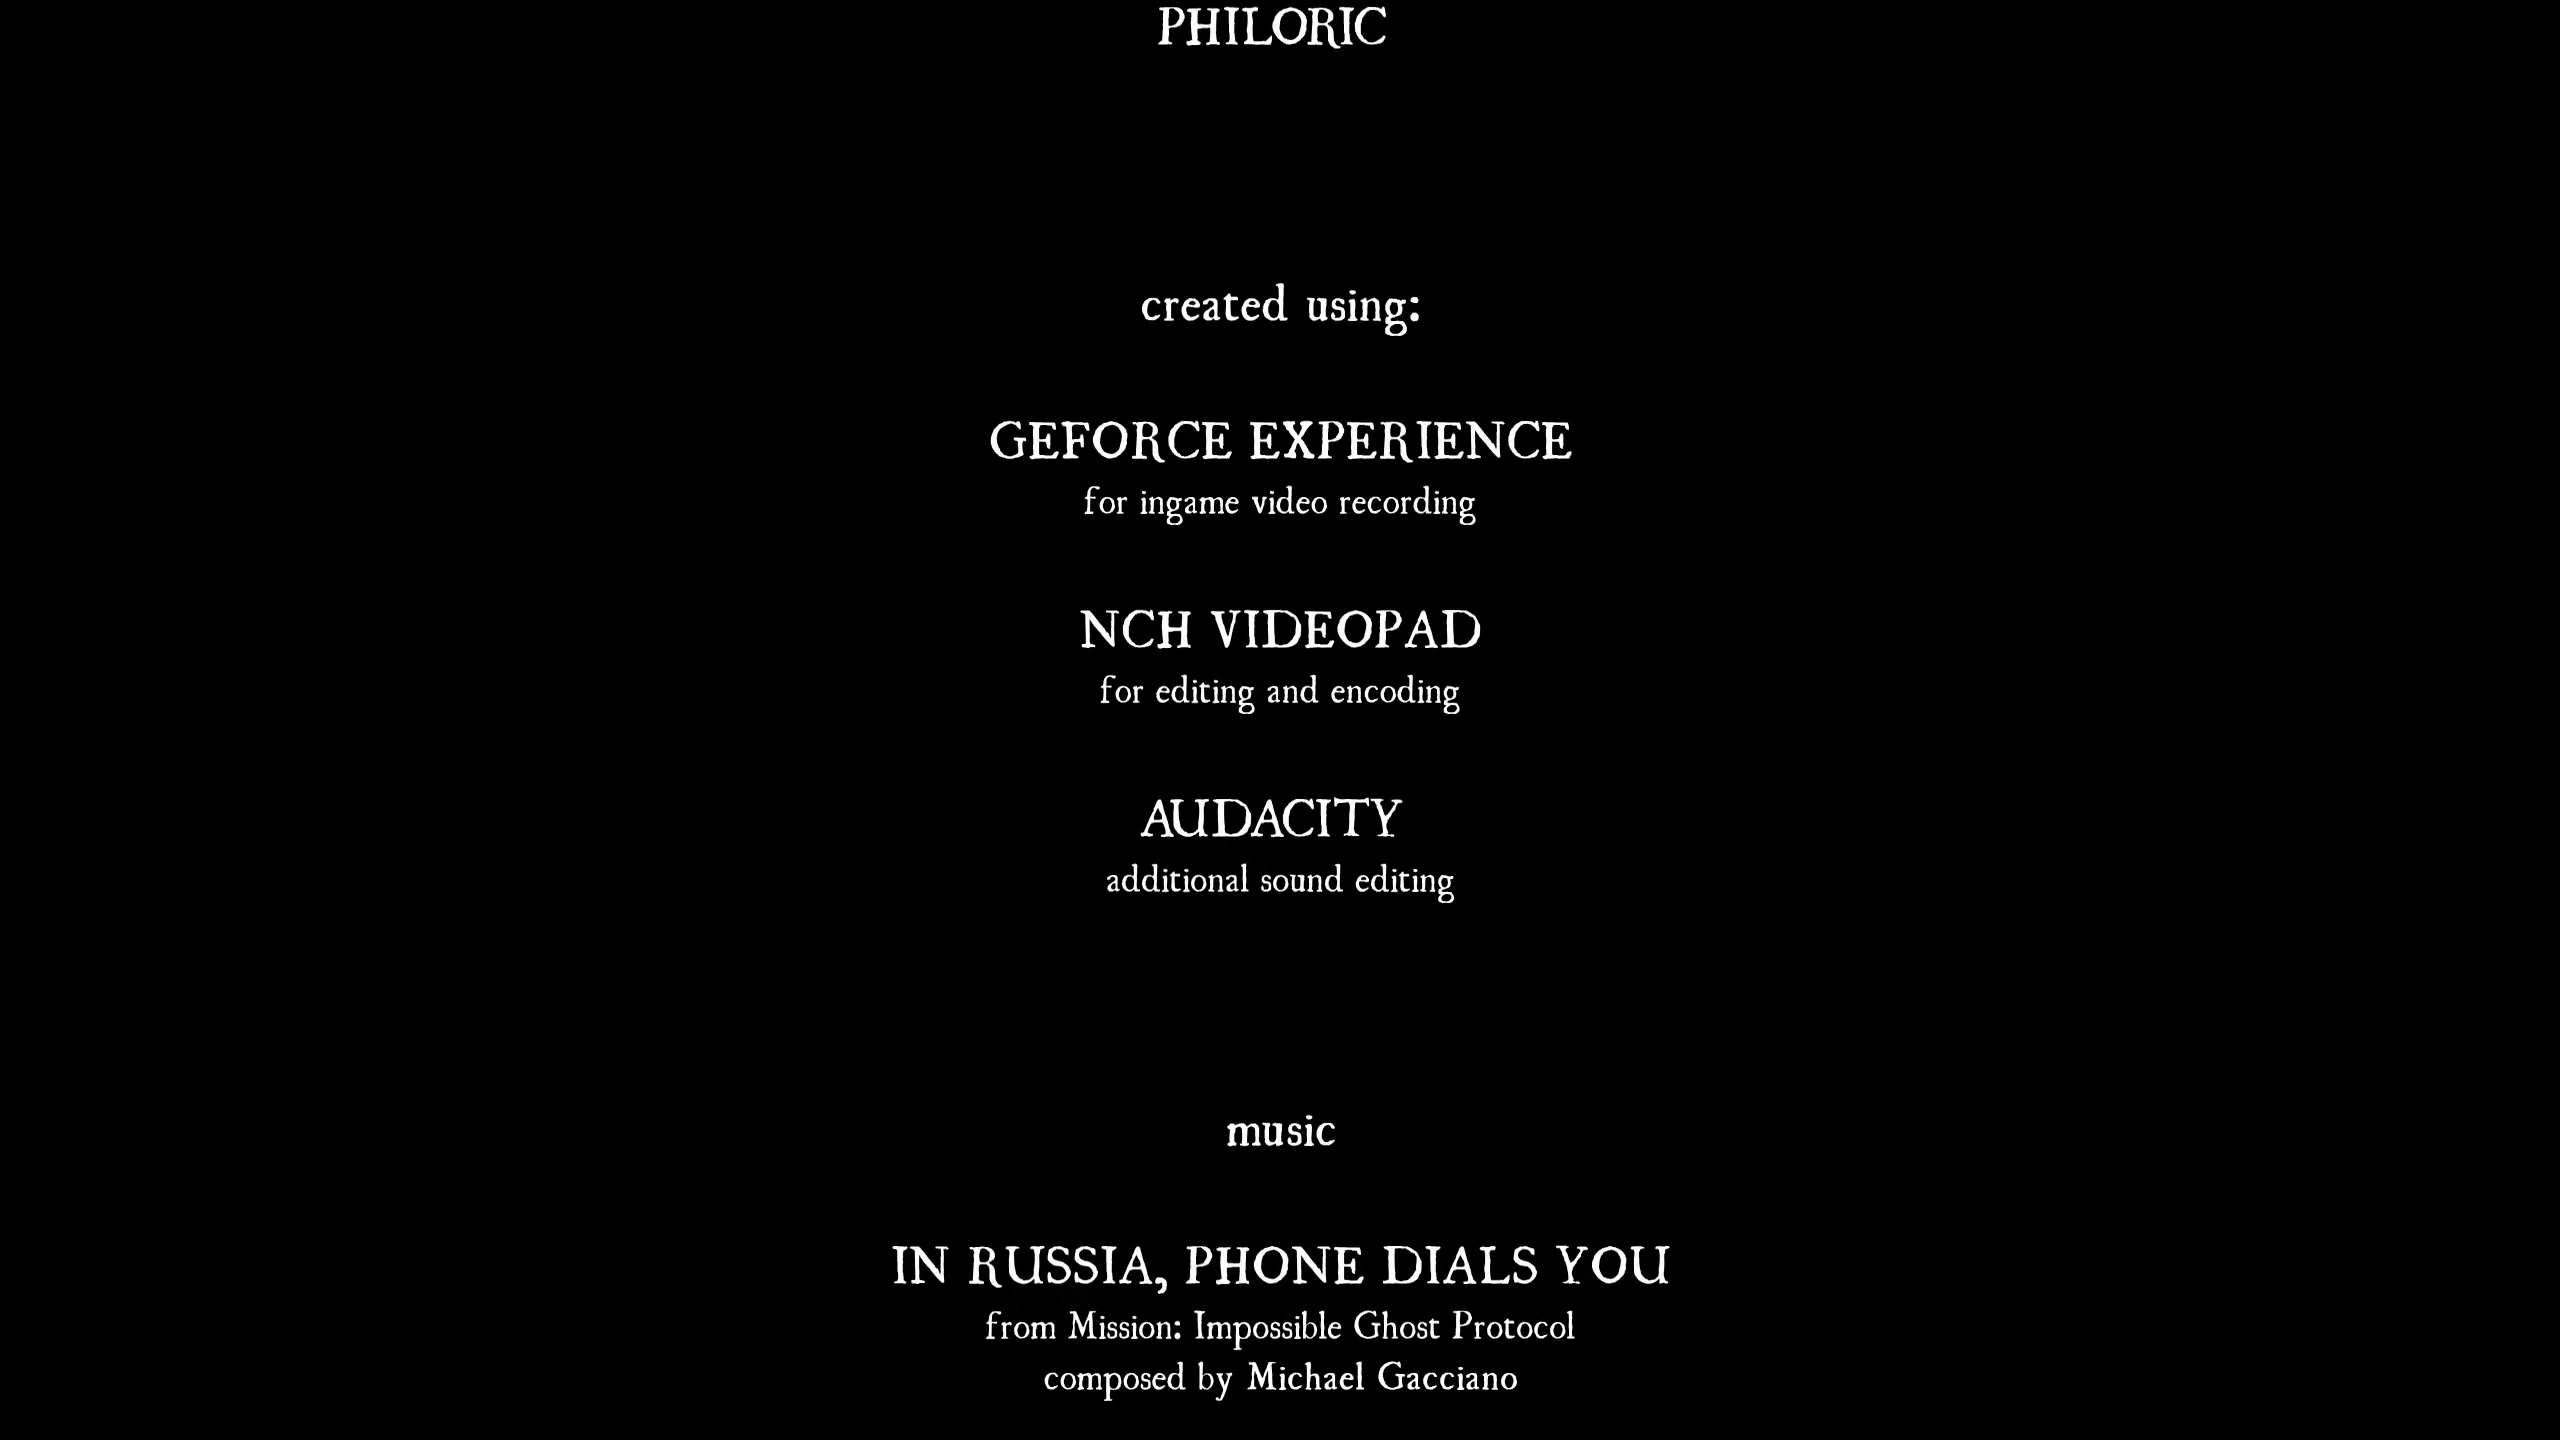 PHILORIC
created using:
GEFORCE EXPERIENCE
for ingame video recording
NCH VIDEOPAD
for editing and encoding
AUDACITY
additional sound editing
music
IN RUSSIA, PHONE DIALS YOU
from Mission: Impossible Ghost Protocol
composed by Michael Gacciano